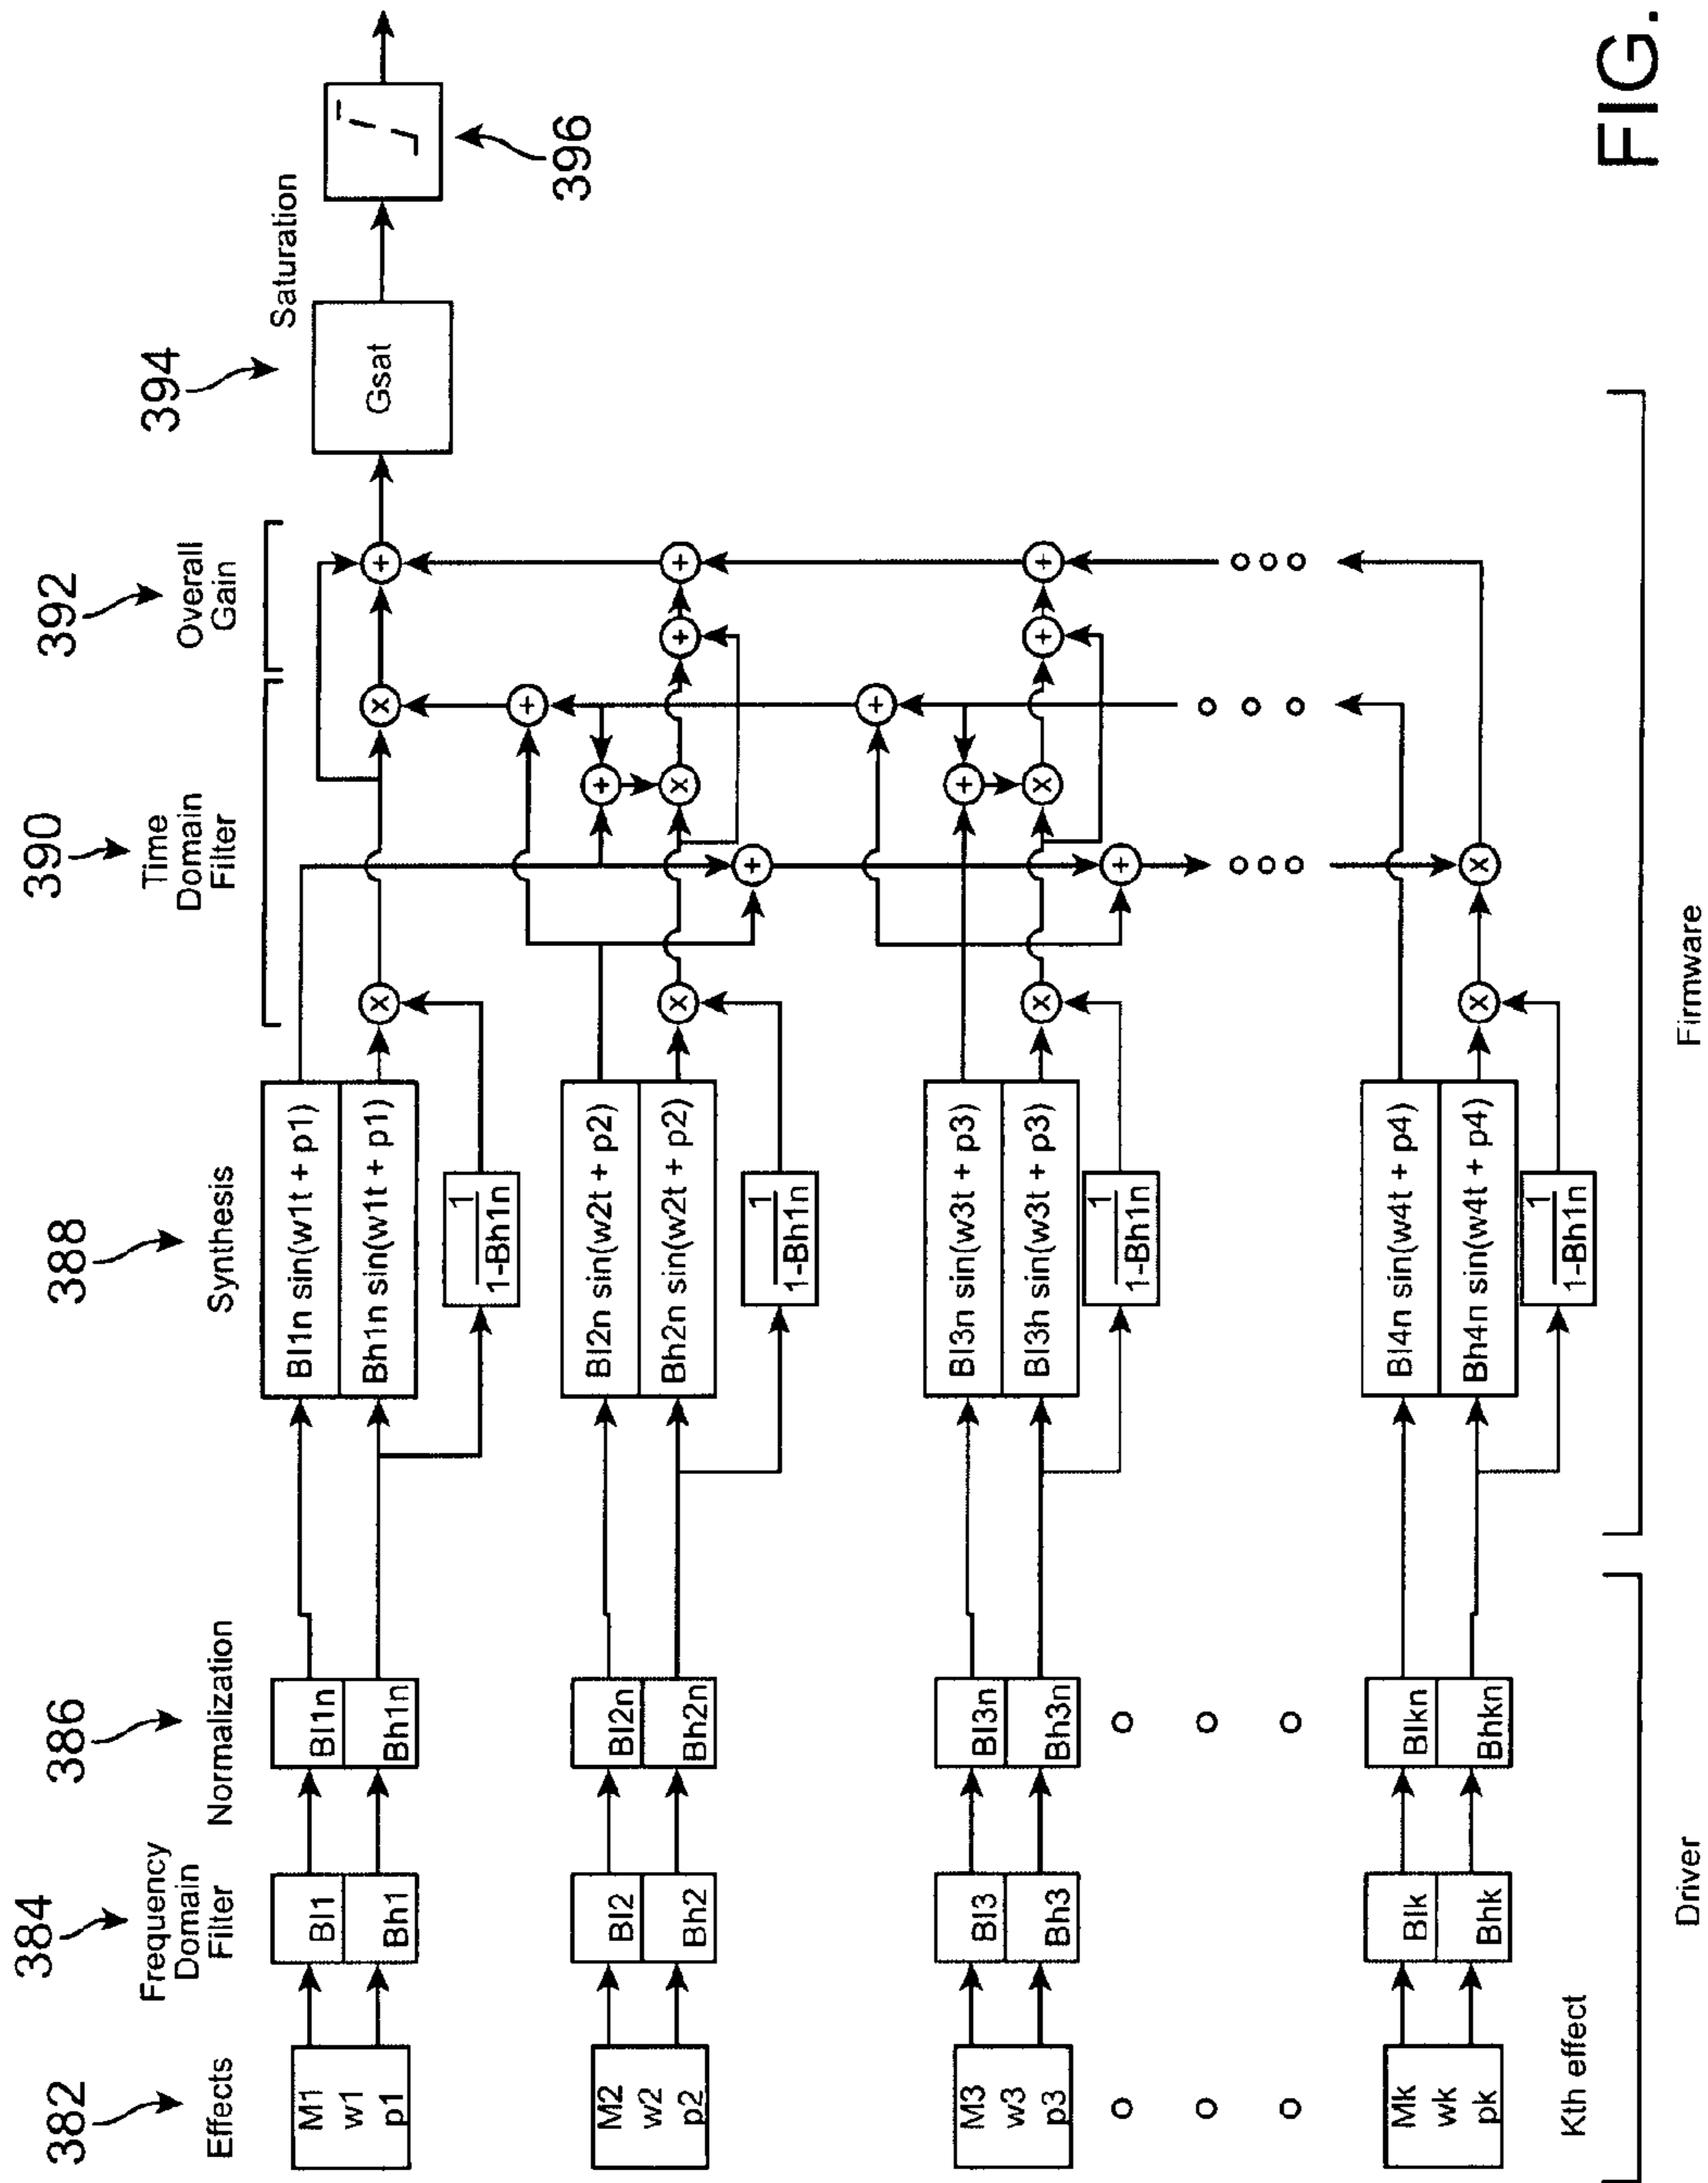 382
Effects
384
Frequency
Domain
Filter
386
Normalization
388
Synthesis
390
Time
Domain
Filter
392
Overall
Gain
394
Saturation
396
M1
w1
p1
Bl1
Bh1
Bl1n
Bh1n
Bl1n sin(w1t + p1)
Bh1n sin(w1t + p1)
1
1-Bh1n
x
x
+
+
Gsat
M2
w2
p2
Bl2
Bh2
Bl2n
Bh2n
Bl2n sin(w2t + p2)
Bh2n sin(w2t + p2)
1
1-Bh1n
x
+
+
x
+
+
+
M3
w3
p3
Bl3
Bh3
Bl3n
Bh3n
Bl3n sin(w3t + p3)
Bl3h sin(w3t + p3)
1
1-Bh1n
x
+
+
x
+
+
+
Mk
wk
pk
Blk
Bhk
Blkn
Bhkn
Bl4n sin(w4t + p4)
Bh4n sin(w4t + p4)
1
1-Bh1n
x
x
Kth effect
Driver
Firmware
FIG.